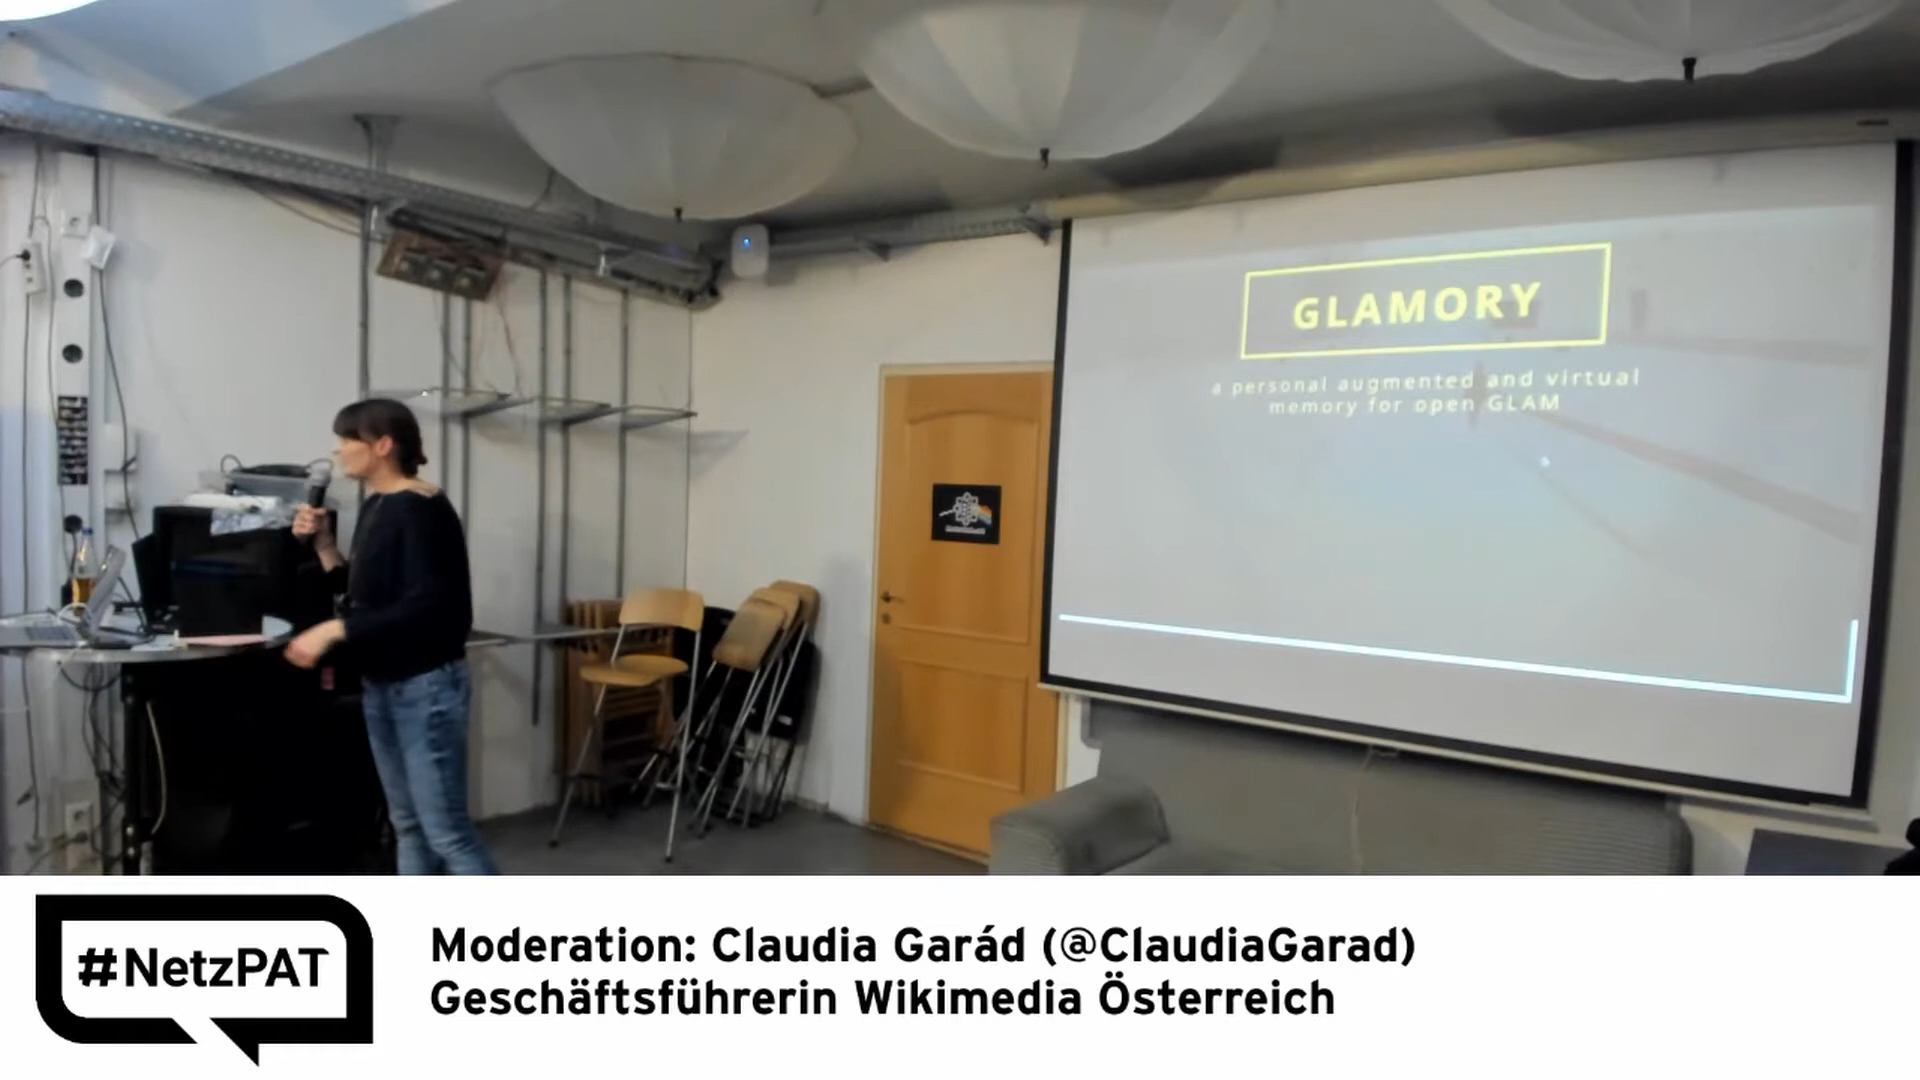 GLAMORY
a personal augmented and virtual
memory for open GLAM
#NetzPAT
Moderation: Claudia Garád (@ClaudiaGarad)
Geschäftsführerin Wikimedia Österreich